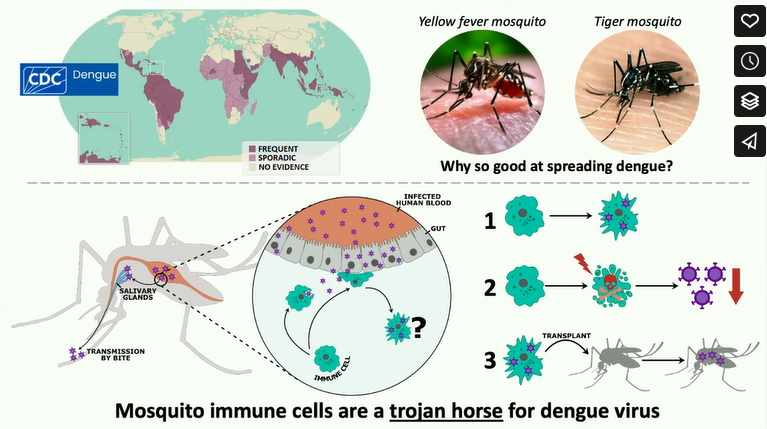 CDC
Dengue
FREQUENT
SPORADIC
NO EVIDENCE
Yellow fever mosquito
Tiger mosquito
Why so good at spreading dengue?
INFECTED
HUMAN BLOOD
GUT
SALIVARY
GLANDS
TRANSMISSION
BY BITE
IMMUNE CELL
?
1
2
3
TRANSPLANT
Mosquito immune cells are a trojan horse for dengue virus